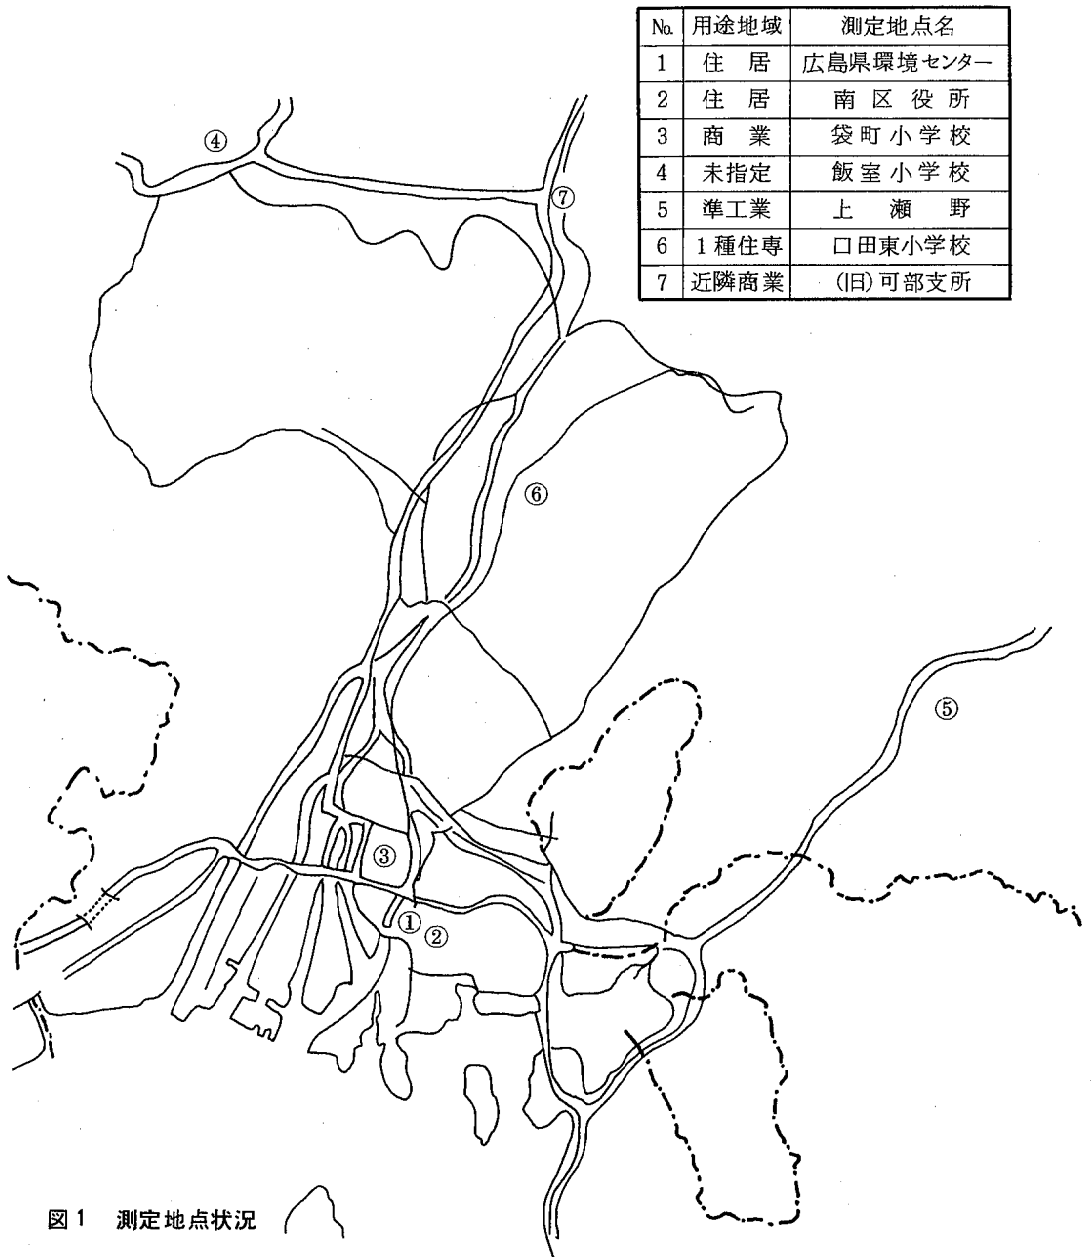 № 用途地域 測定地点名
1 住居 広島県環境センター
2 住居 南区役所
3 商業 袋町小学校
4 未指定 飯室小学校
5 準工業 上瀬野
6 1種住専 口田東小学校
7 近隣商業 (旧)可部支所
④
⑦
⑥
⑤
③
①
②
図1 測定地点状況